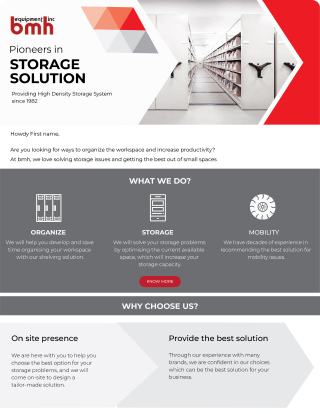 equipment inc
bmh
Pioneers in
STORAGE
SOLUTION
Providing High Density Storage System
since 1982
Howdy First name,
Are you looking for ways to organize the workspace and increase productivity?
At bmh, we love solving storage issues and getting the best out of small spaces
WHAT WE DO?
ORGANIZE
We will help you develop and save
time organising your workspace
with our shelving solution.
STORAGE
We will solve your storage problems
by optimising the current available
space, which will increase your
storage capacity.
MOBILITY
We have decades of experience in
recommending the best solution for
mobility issues.
KNOW MORE
WHY CHOOSE US?
On site presence
We are here with you to help you
choose the best option for your
storage problems, and we will
come on-site to design a
tailor-made solution.
Provide the best solution
Through our experience with many
brands, we are confident in our choices
which can be the best solution for your
business.